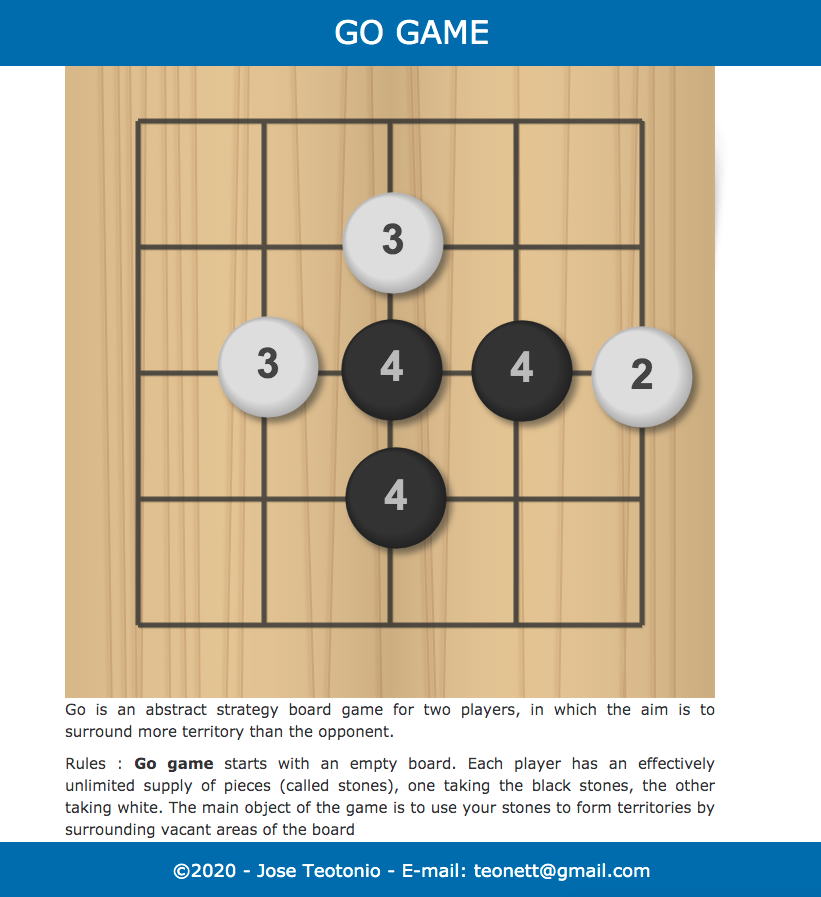 GO GAME
3
3
4
4
2
4
Go is an abstract strategy board game for two players, in which the aim is to
surround more territory than the opponent.
Rules : Go game starts with an empty board. Each player has an effectively
unlimited supply of pieces (called stones), one taking the black stones, the other
taking white. The main object of the game is to use your stones to form territories by
surrounding vacant areas of the board
©2020 - Jose Teotonio - E-mail: teonett@gmail.com